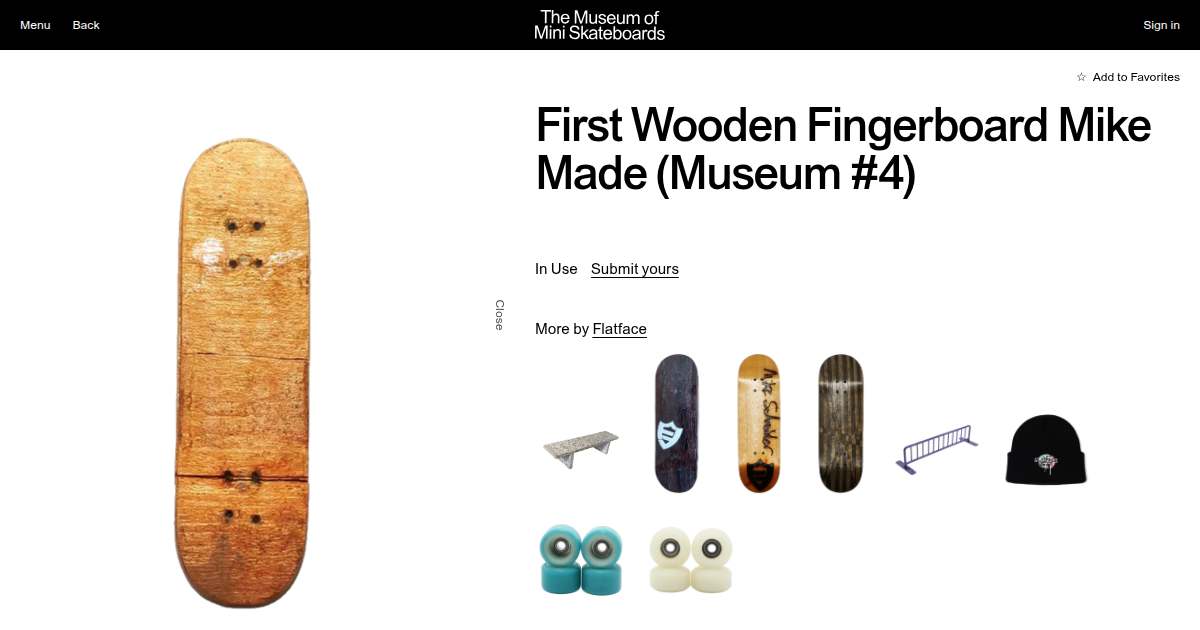 Menu Back
The Museum of
Mini Skateboards
Sign in
☆ Add to Favorites
First Wooden Fingerboard Mike
Made (Museum #4)
In Use Submit yours
Close
More by Flatface